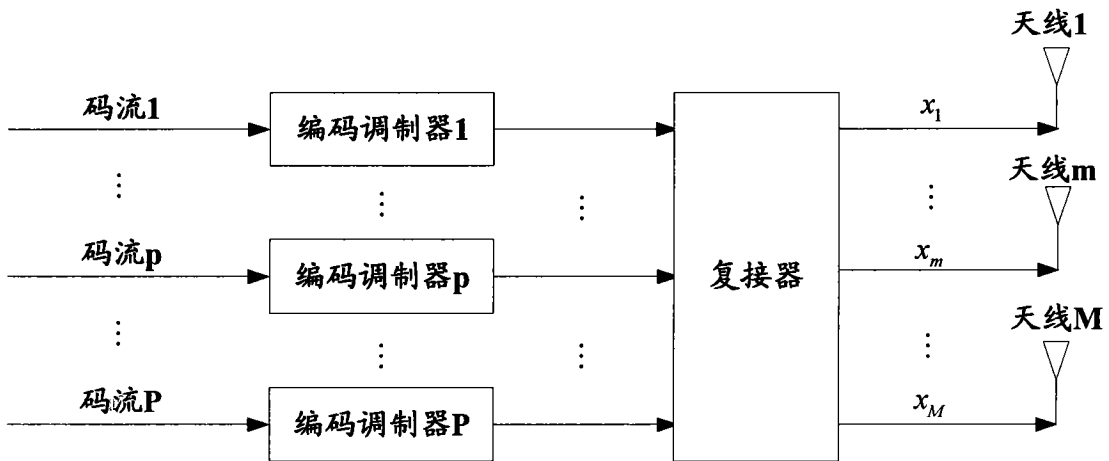 天线1
码流1
编码调制器1
x₁
天线m
码流p
编码调制器p
复接器
xₘ
天线M
码流P
编码调制器P
x_M